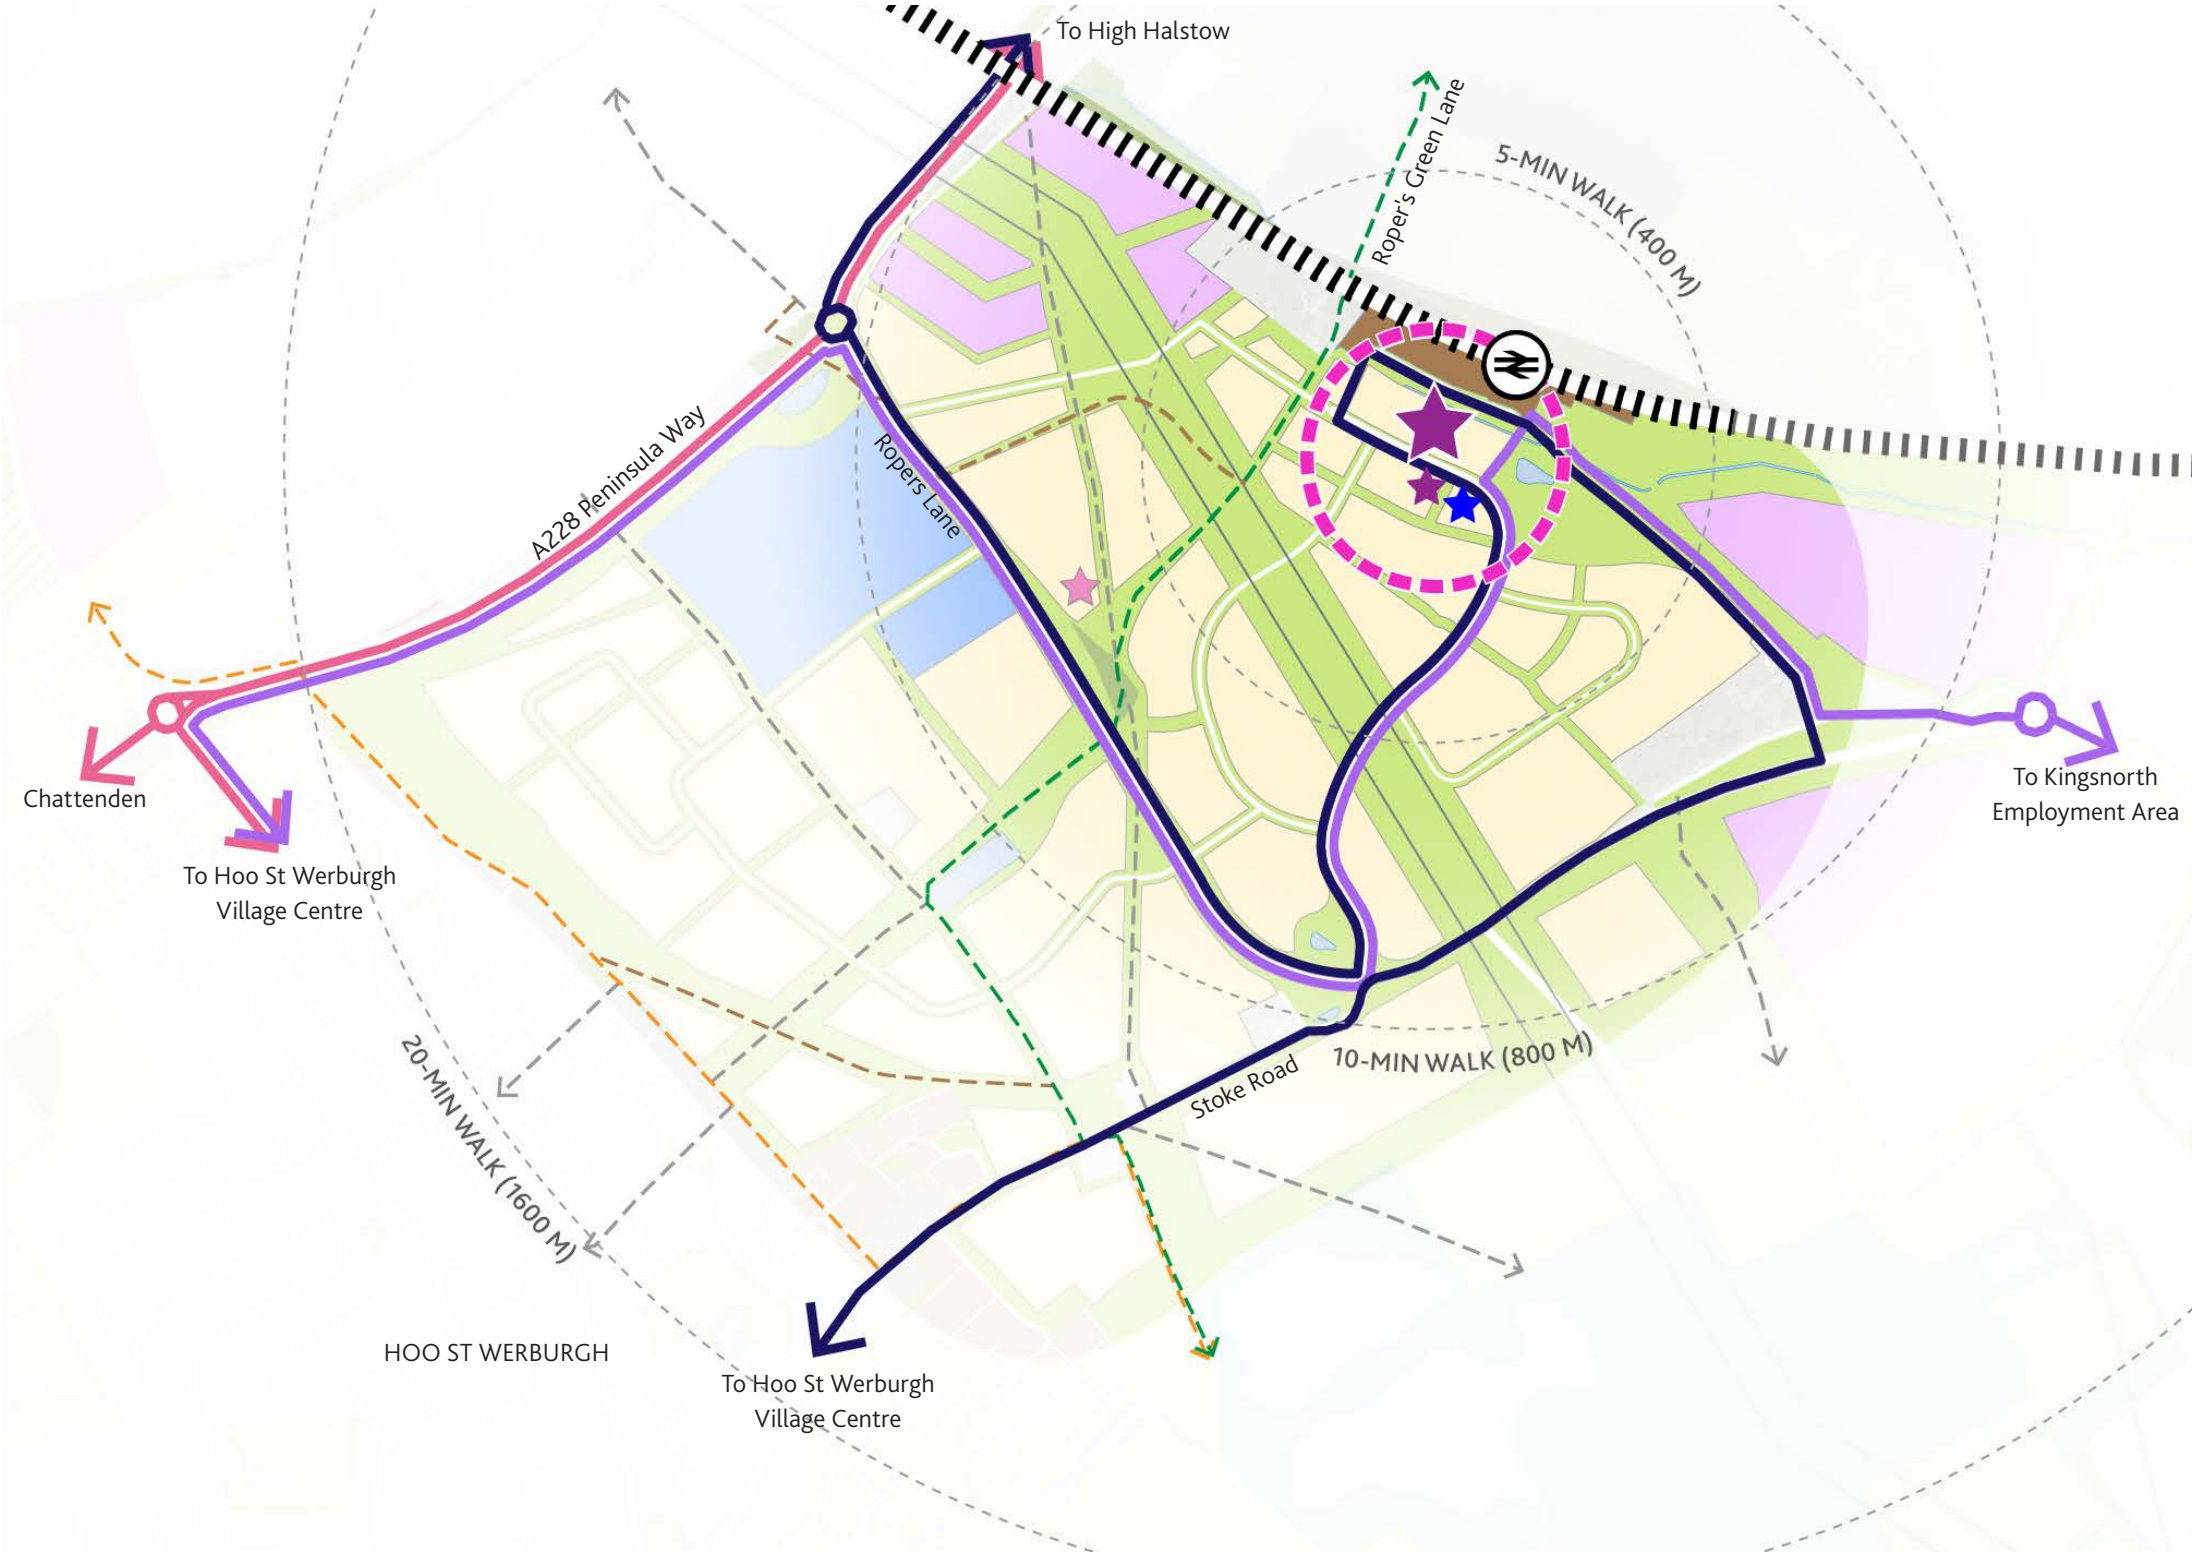 To High Halstow
Roper's Green Lane
5-MIN WALK (400 M)
A228 Peninsula Way
Ropers Lane
Chattenden
To Hoo St Werburgh
Village Centre
To Kingsnorth
Employment Area
20-MIN WALK (1600 M)
10-MIN WALK (800 M)
Stoke Road
HOO ST WERBURGH
To Hoo St Werburgh
Village Centre